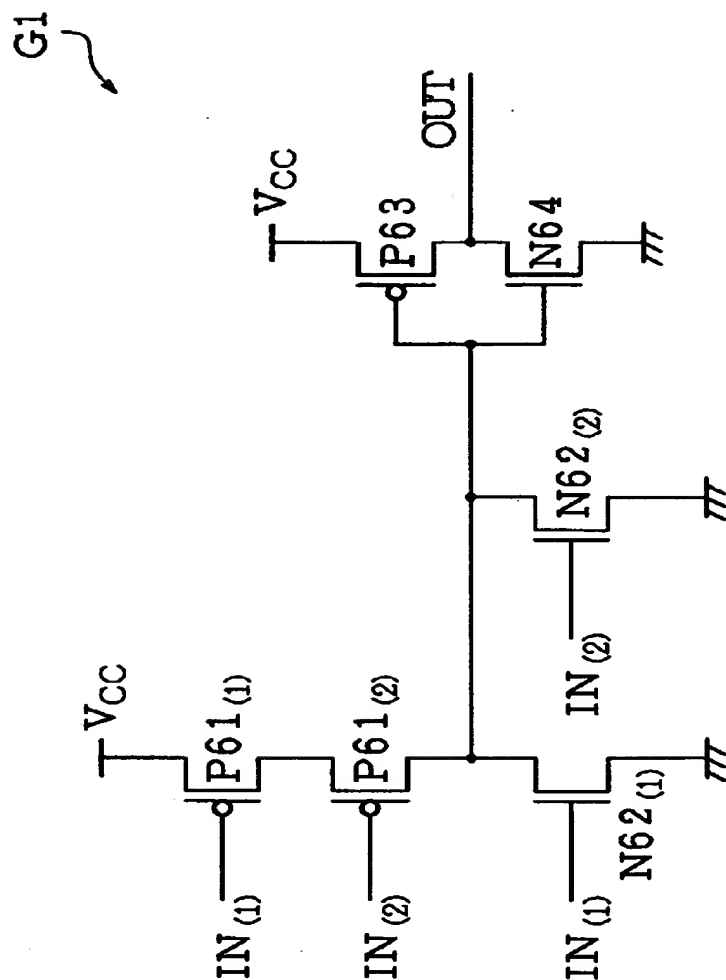 G1
VCC
P61(1)
IN(1)
P61(2)
IN(2)
N62(1)
IN(1)
N62(2)
IN(2)
VCC
P63
OUT
N64